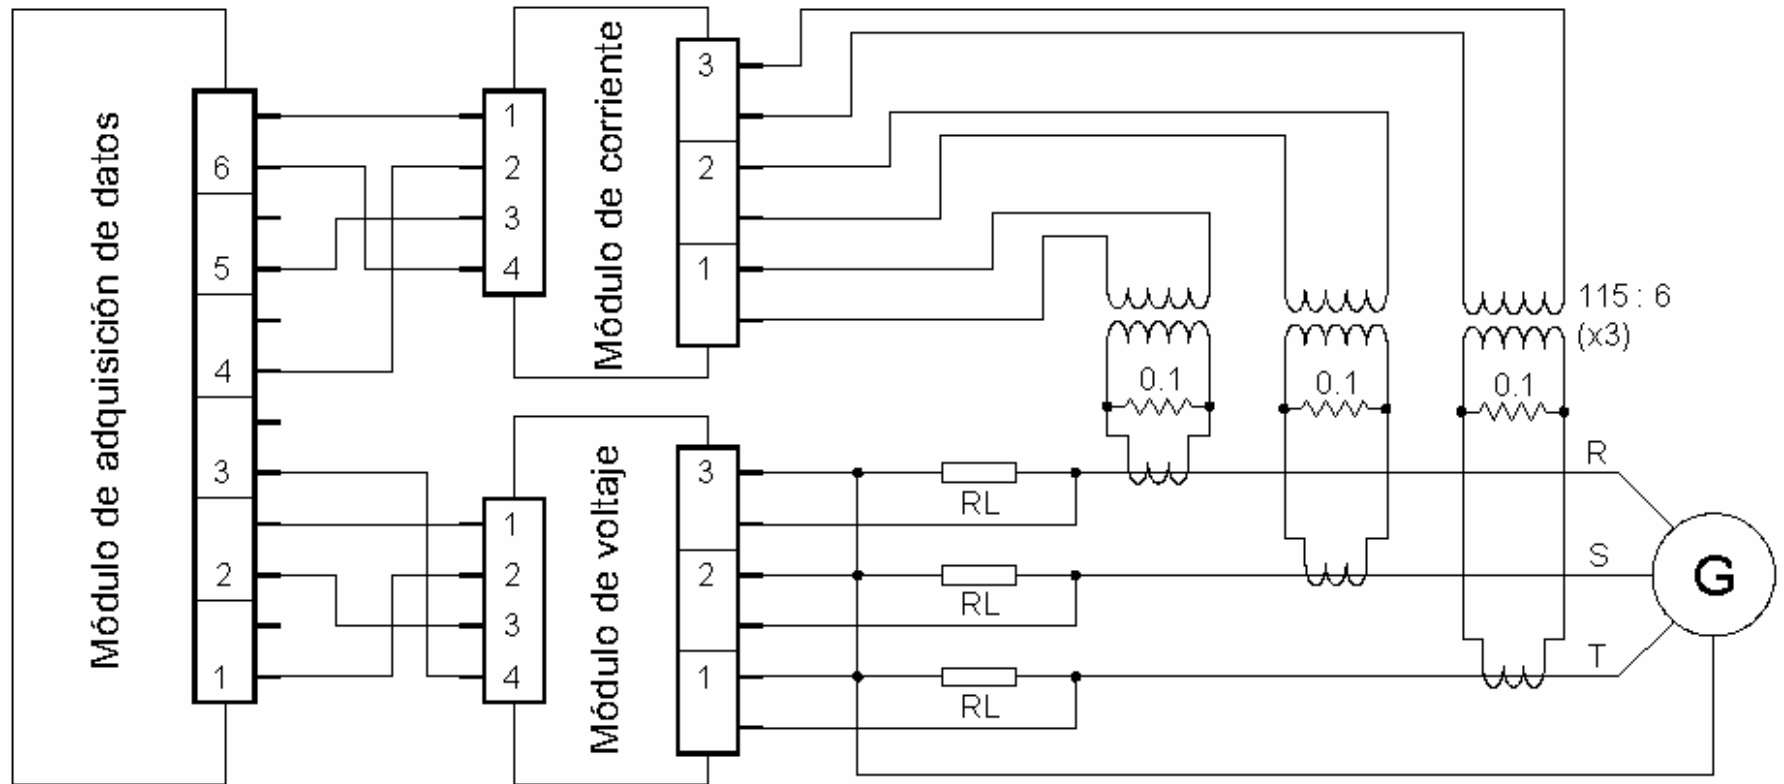 Módulo de adquisición de datos
6
5
4
3
2
1
1
2
3
4
Módulo de corriente
3
2
1
115 : 6
(x3)
0.1
0.1
0.1
1
2
3
4
Módulo de voltaje
3
2
1
RL
RL
RL
R
S
T
G